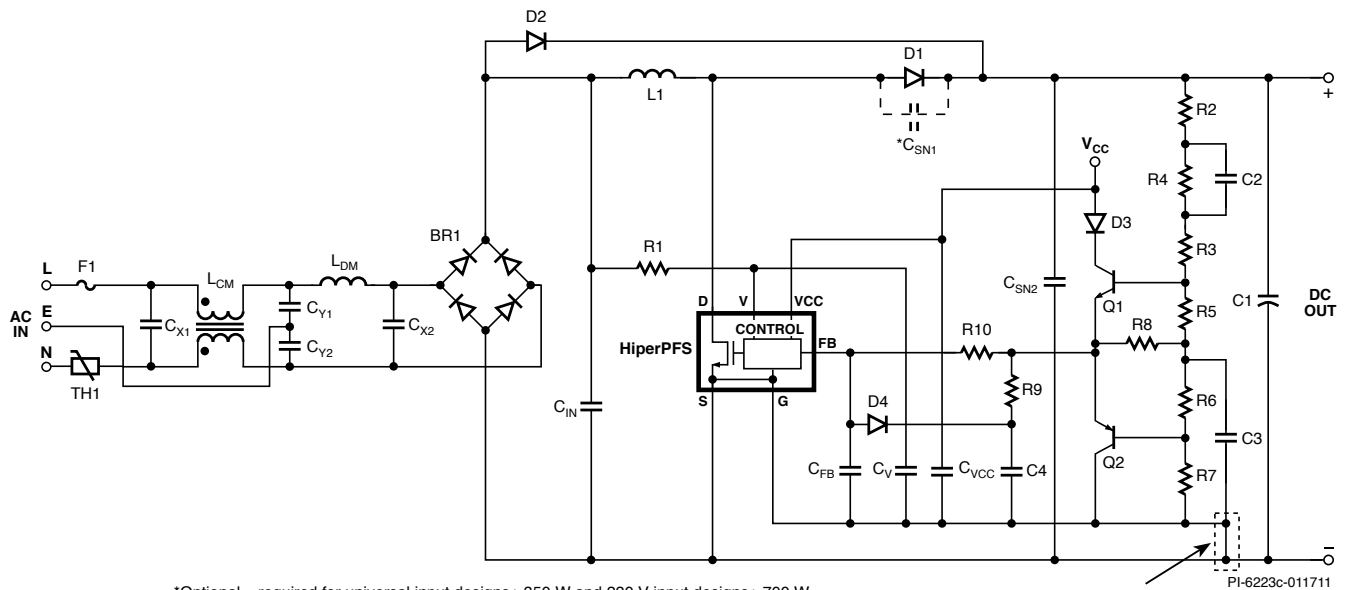 D2
D1
L1
*CSN1
R2
VCC
R4
C2
D3
BR1
R1
R3
L
F1
LCM
LDM
CSN2
Q1
C1
DC
OUT
E
AC
IN
CY1
D
V
VCC
R5
CX1
CX2
CONTROL
R10
R8
N
CY2
HiperPFS
FB
TH1
R9
S
G
D4
R6
CIN
Q2
C3
CFB
CV
CVCC
C4
R7
+
–
PI-6223c-011711